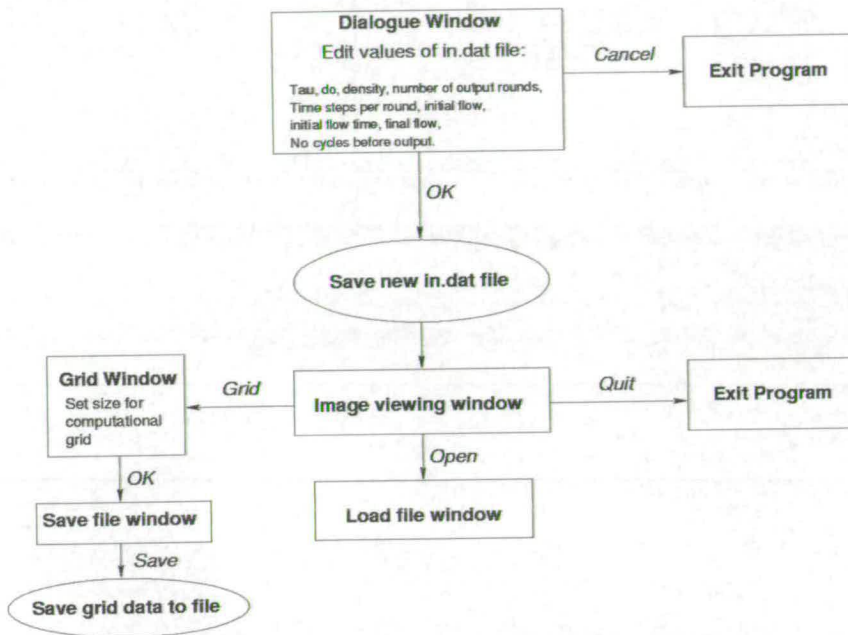 Dialogue Window
Edit values of in.dat file:
Tau, do, density, number of output rounds,
Time steps per round, initial flow,
initial flow time, final flow,
No cycles before output.
Cancel
Exit Program
OK
Save new in.dat file
Grid Window
Set size for
computational
grid
Grid
Image viewing window
Quit
Exit Program
Open
OK
Load file window
Save file window
Save
Save grid data to file